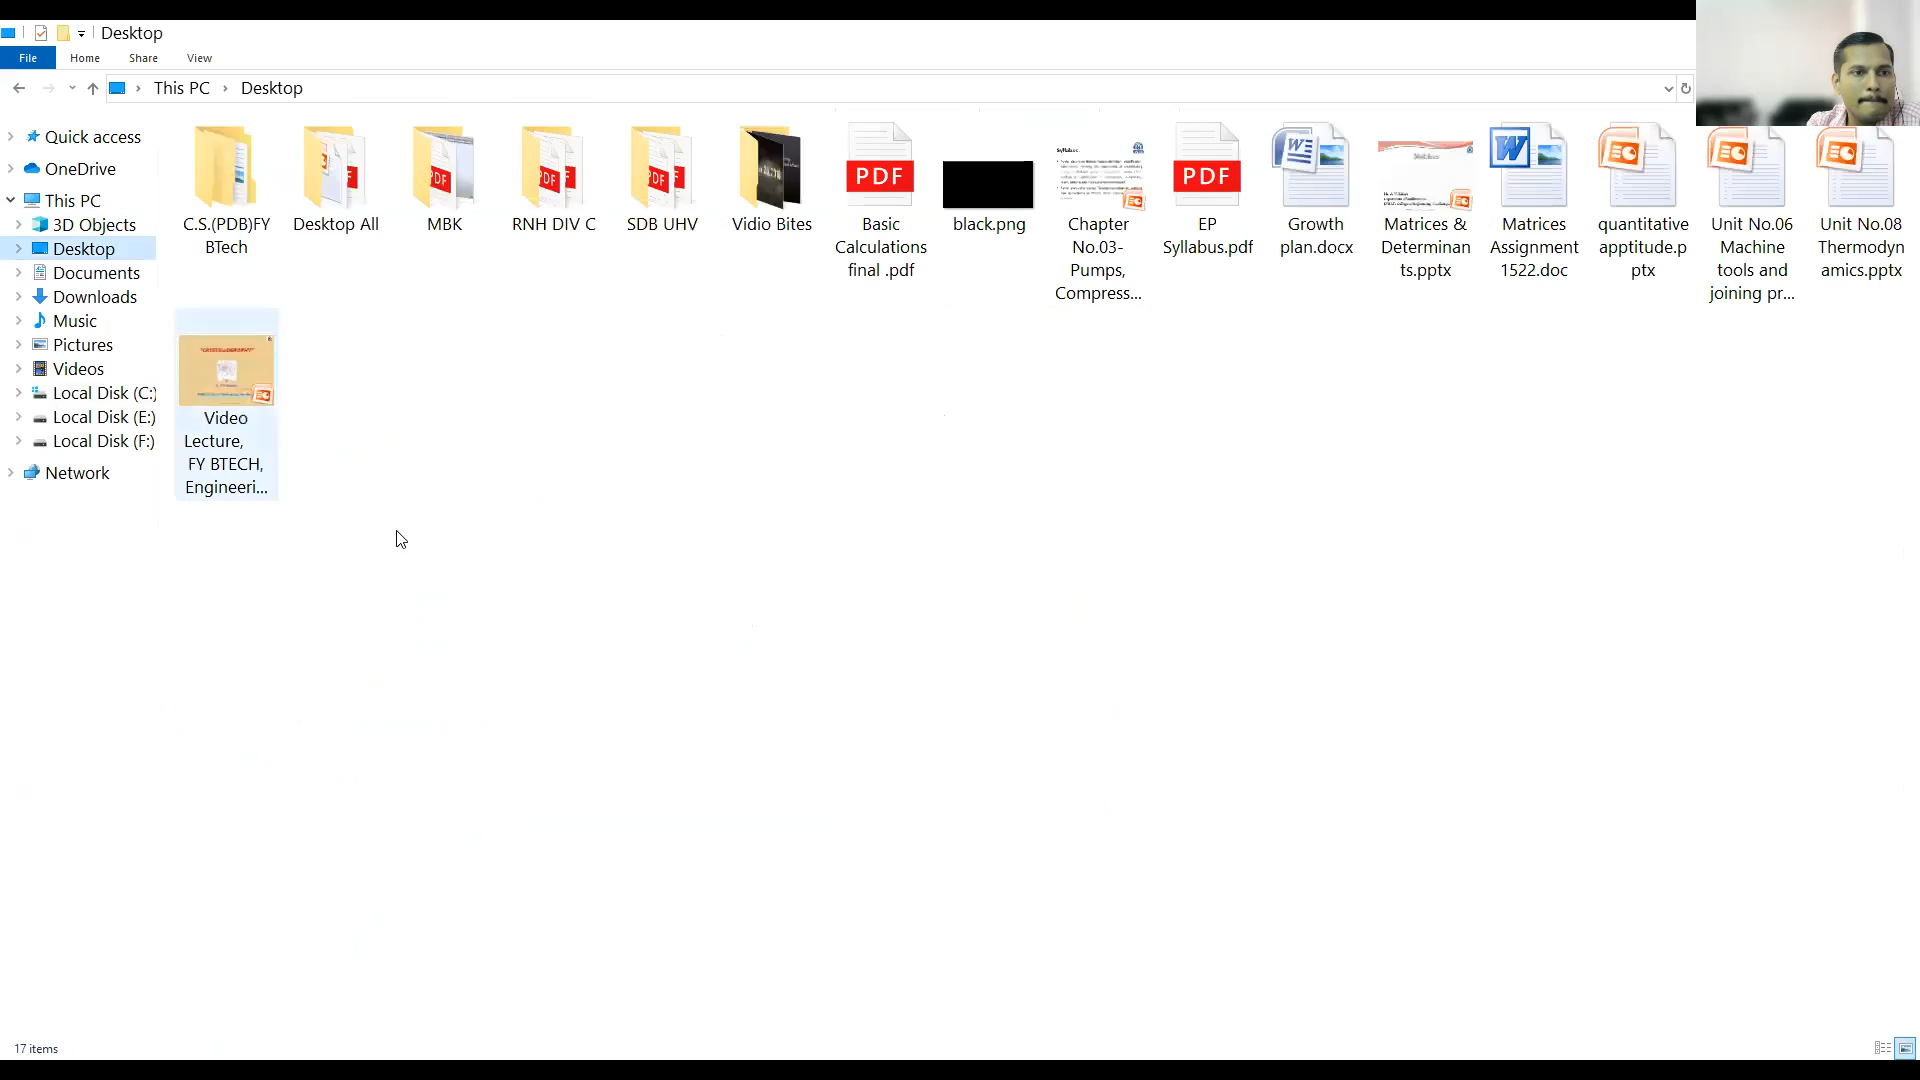 Desktop
File Home Share View
This PC Desktop
Quick access
OneDrive
This PC
3D Objects
Desktop
Documents
Downloads
Music
Pictures
Videos
Local Disk (C:)
Local Disk (E:)
Local Disk (F:)
Network
C.S.(PDB)FY
BTech
Desktop All
PDF
MBK
PDF
RNH DIV C
PDF
SDB UHV
Vidio Bites
PDF
Basic
Calculations
final .pdf
black.png
Syllabus:
Chapter
No.03-
Pumps,
Compress...
PDF
EP
Syllabus.pdf
Growth
plan.docx
Matrices &
Determinan
ts.pptx
Matrices
Assignment
1522.doc
quantitative
apptitude.p
ptx
Unit No.06
Machine
tools and
joining pr...
Unit No.08
Thermodyn
amics.pptx
Video
Lecture,
FY BTECH,
Engineeri...
17 items